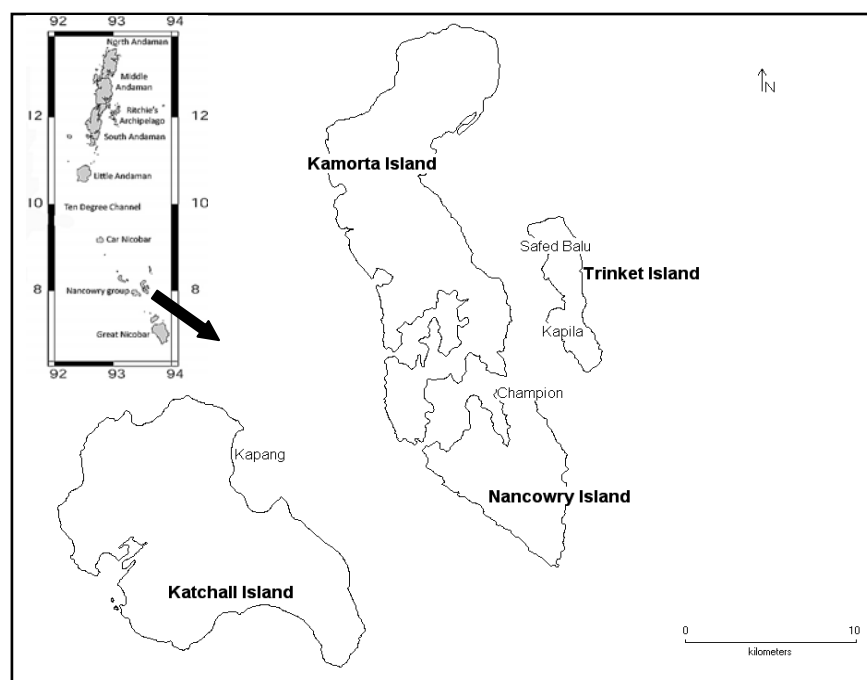 92 93 94
North Andaman
Middle
Andaman
12 12
Ritchie's
Archipelago
South Andaman
Little Andaman
10 10
Ten Degree Channel
Car Nicobar
8 8
Nancowry group
Great Nicobar
92 93 94
N
Kamorta Island
Safed Balu
Trinket Island
Kapila
Champion
Kapang
Nancowry Island
Katchall Island
0 10
kilometers